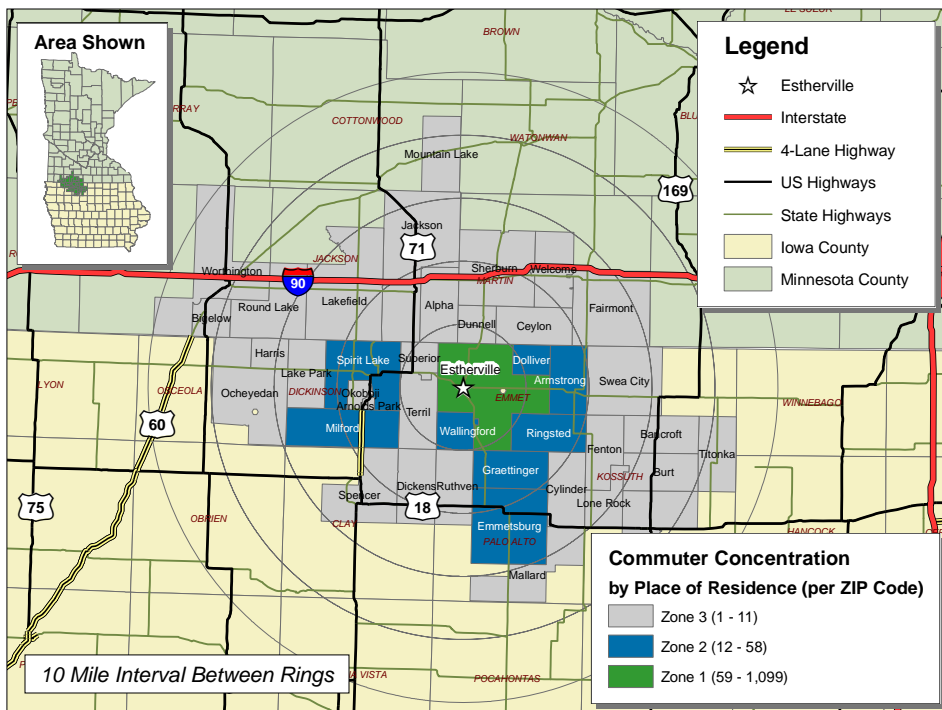 Area Shown
Legend
Estherville
Interstate
4-Lane Highway
US Highways
State Highways
Iowa County
Minnesota County
BROWN
COTTONWOOD
WATONWAN
Mountain Lake
169
Jackson
71
JACKSON
Worthington
90
Sherburn
Welcome
MARTIN
Bigelow
Round Lake
Lakefield
Alpha
Fairmont
Dunnell
Ceylon
Harris
Spirit Lake
Superior
Estherville
Dolliver
LYON
OSCEOLA
Ocheyedan
Lake Park
DICKINSON
Okoboji
Arnolds Park
Armstrong
Swea City
EMMET
WINNEBAGO
Terril
60
Milford
Wallingford
Ringsted
Bancroft
Fenton
Titonka
Graettinger
KOSSUTH
Burt
75
Spencer
Dickens
Ruthven
Cylinder
Lone Rock
18
OBRIEN
CLAY
Emmetsburg
PALO ALTO
HANCOCK
Mallard
Commuter Concentration
by Place of Residence (per ZIP Code)
Zone 3 (1 - 11)
Zone 2 (12 - 58)
Zone 1 (59 - 1,099)
10 Mile Interval Between Rings
POCAHONTAS